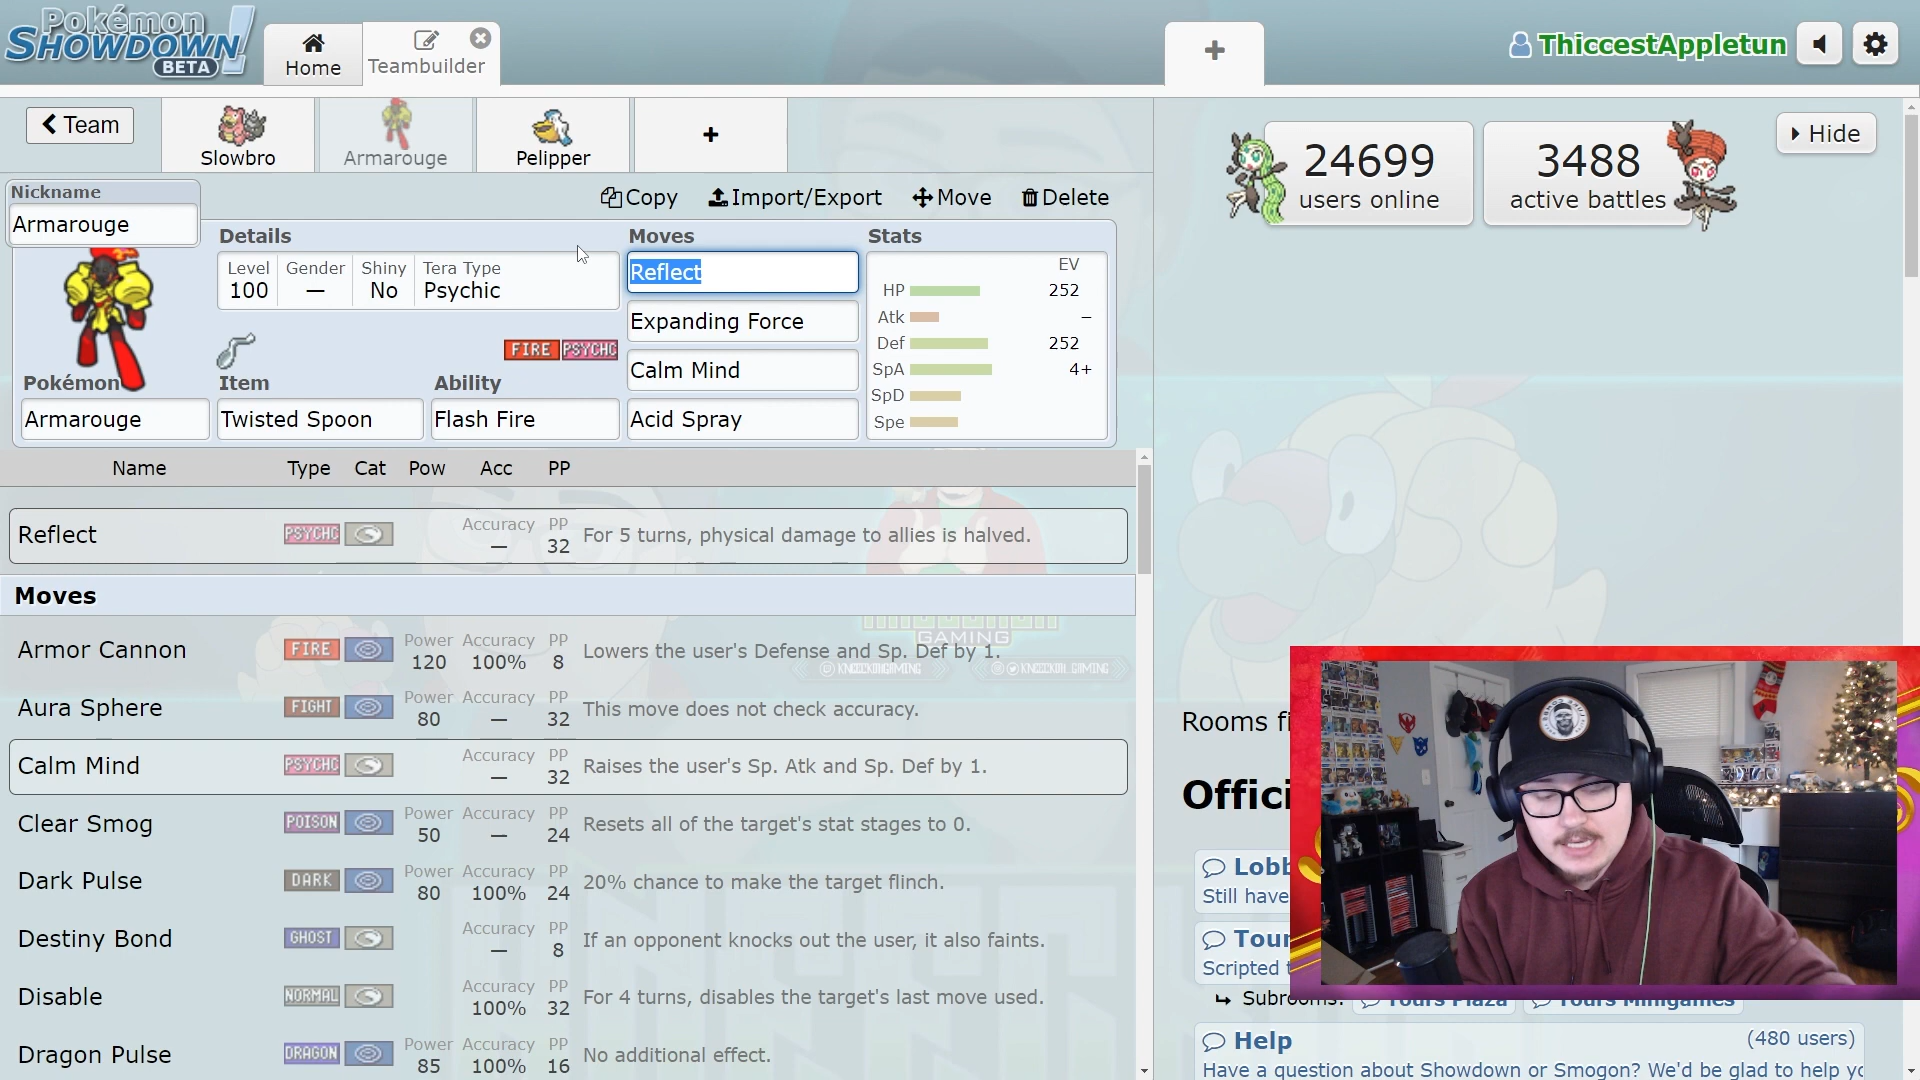 Pokémon
SHOWDOWN!
BETA
Home
Teambuilder
+
ThiccestAppletun
Team
Slowbro
Armarouge
Pelipper
+
24699
users online
3488
active battles
Hide
Nickname
Armarouge
Copy
Import/Export
Move
Delete
Details
Moves
Stats
Level
100
Gender
—
Shiny
No
Tera Type
Psychic
Reflect
Expanding Force
Calm Mind
Acid Spray
EV
HP 252
Atk –
Def 252
SpA 4+
SpD
Spe
FIRE PSYCHC
Pokémon
Armarouge
Item
Twisted Spoon
Ability
Flash Fire
Name Type Cat Pow Acc PP
Reflect PSYCHC Accuracy — PP 32 For 5 turns, physical damage to allies is halved.
Moves
GAMING
Armor Cannon FIRE Power 120 Accuracy 100% PP 8 Lowers the user's Defense and Sp. Def by 1.
Aura Sphere FIGHT Power 80 Accuracy — PP 32 This move does not check accuracy.
Calm Mind PSYCHC Accuracy — PP 32 Raises the user's Sp. Atk and Sp. Def by 1.
Clear Smog POISON Power 50 Accuracy — PP 24 Resets all of the target's stat stages to 0.
Dark Pulse DARK Power 80 Accuracy 100% PP 24 20% chance to make the target flinch.
Destiny Bond GHOST Accuracy — PP 8 If an opponent knocks out the user, it also faints.
Disable NORMAL Accuracy 100% PP 32 For 4 turns, disables the target's last move used.
Dragon Pulse DRAGON Power 85 Accuracy 100% PP 16 No additional effect.
Rooms fi
Offici
Lobb
Still have
Tour
Scripted t
Subrooms: Tours Plaza Tours Minigames
Help (480 users)
Have a question about Showdown or Smogon? We'd be glad to help yo